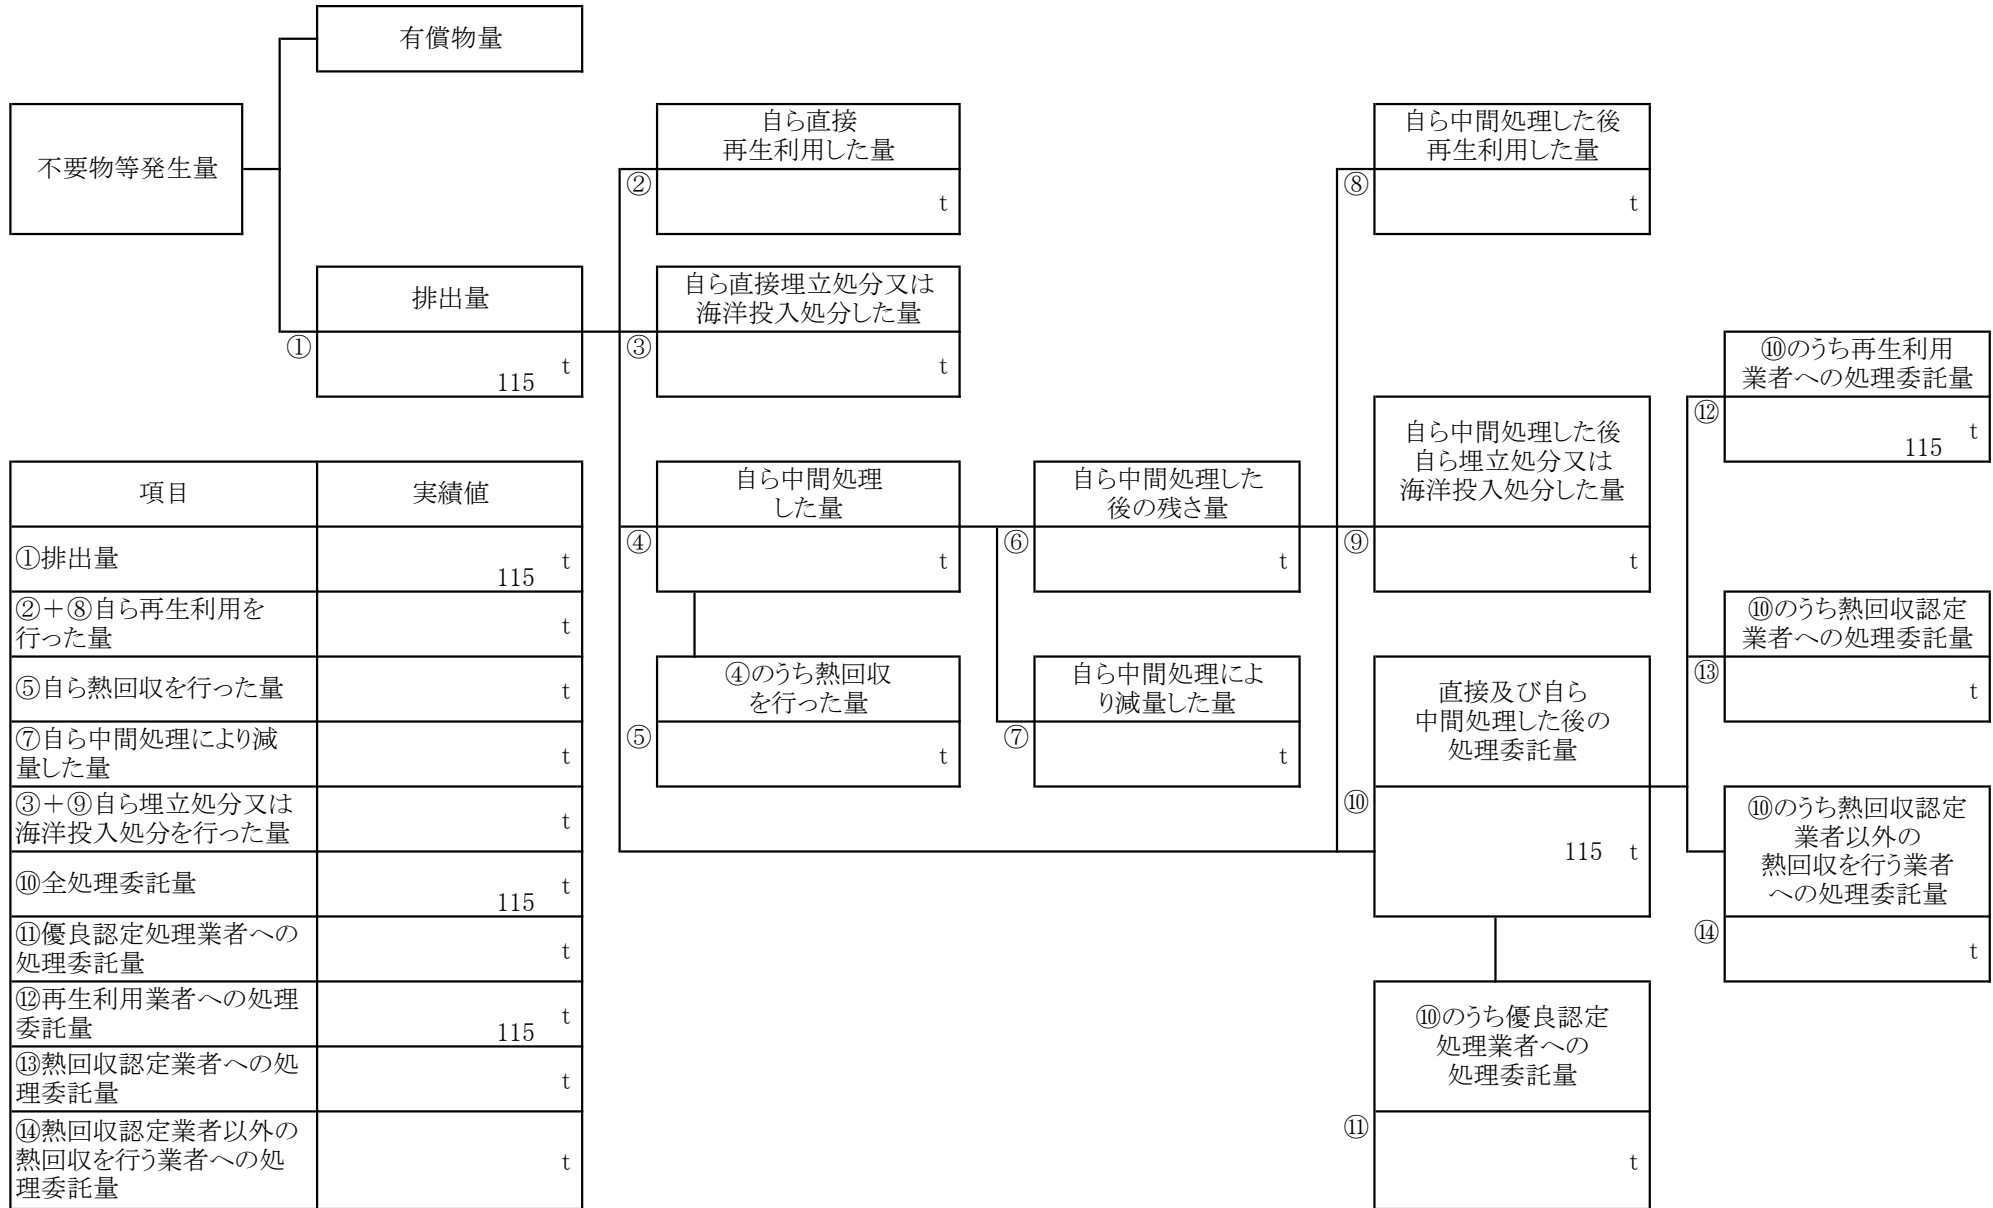 有償物量
不要物等発生量
自ら直接
再生利用した量
②
t
自ら中間処理した後
再生利用した量
⑧
t
排出量
①
115 t
自ら直接埋立処分又は
海洋投入処分した量
③
t
⑩のうち再生利用
業者への処理委託量
⑫
115 t
自ら中間処理した後
自ら埋立処分又は
海洋投入処分した量
⑨
t
自ら中間処理
した量
④
t
自ら中間処理した
後の残さ量
⑥
t
⑩のうち熱回収認定
業者への処理委託量
⑬
t
④のうち熱回収
を行った量
⑤
t
自ら中間処理によ
り減量した量
⑦
t
直接及び自ら
中間処理した後の
処理委託量
⑩
115 t
⑩のうち熱回収認定
業者以外の
熱回収を行う業者
への処理委託量
⑭
t
⑩のうち優良認定
処理業者への
処理委託量
⑪
t
項目 実績値
①排出量 115 t
②+⑧自ら再生利用を
行った量 t
⑤自ら熱回収を行った量 t
⑦自ら中間処理により減
量した量 t
③+⑨自ら埋立処分又は
海洋投入処分を行った量 t
⑩全処理委託量 115 t
⑪優良認定処理業者への
処理委託量 t
⑫再生利用業者への処理
委託量 115 t
⑬熱回収認定業者への処
理委託量 t
⑭熱回収認定業者以外の
熱回収を行う業者への処
理委託量 t